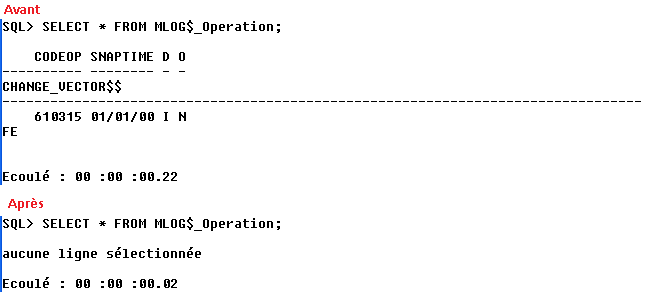 Avant
SQL> SELECT * FROM MLOG$_Operation;
CODEOP SNAPTIME D O
---------- -------- - -
CHANGE_VECTOR$$
--------------------------------------------------------------------------------
610315 01/01/00 I N
FE
Ecoulé : 00 :00 :00.22
Après
SQL> SELECT * FROM MLOG$_Operation;
aucune ligne sélectionnée
Ecoulé : 00 :00 :00.02